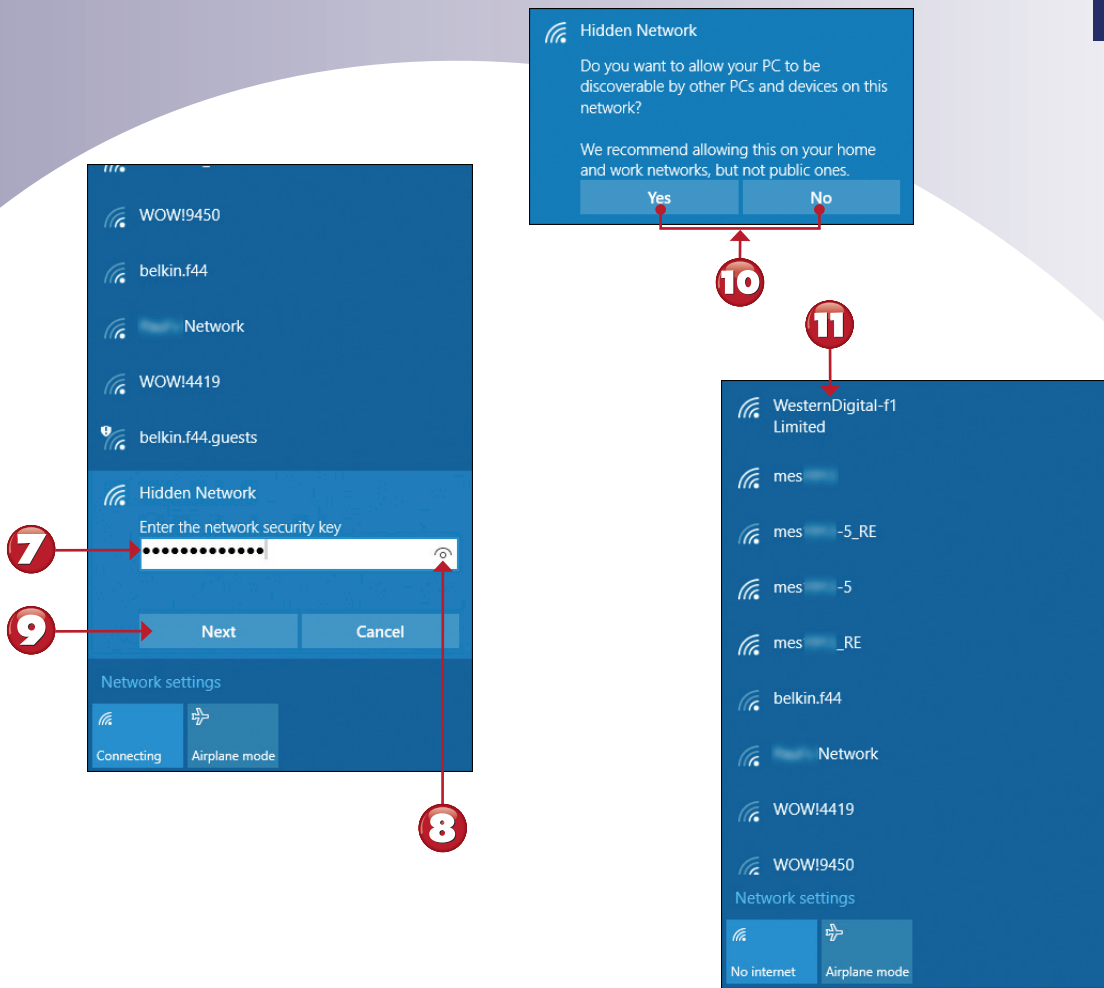 Hidden Network
Do you want to allow your PC to be
discoverable by other PCs and devices on this
network?
We recommend allowing this on your home
and work networks, but not public ones.
Yes
No
10
WOW!9450
belkin.f44
Network
WOW!4419
belkin.f44.guests
Hidden Network
Enter the network security key
7
•••••••••••••
9
Next
Cancel
Network settings
Connecting
Airplane mode
8
11
WesternDigital-f1
Limited
mes
mes -5_RE
mes -5
mes _RE
belkin.f44
Network
WOW!4419
WOW!9450
Network settings
No internet
Airplane mode